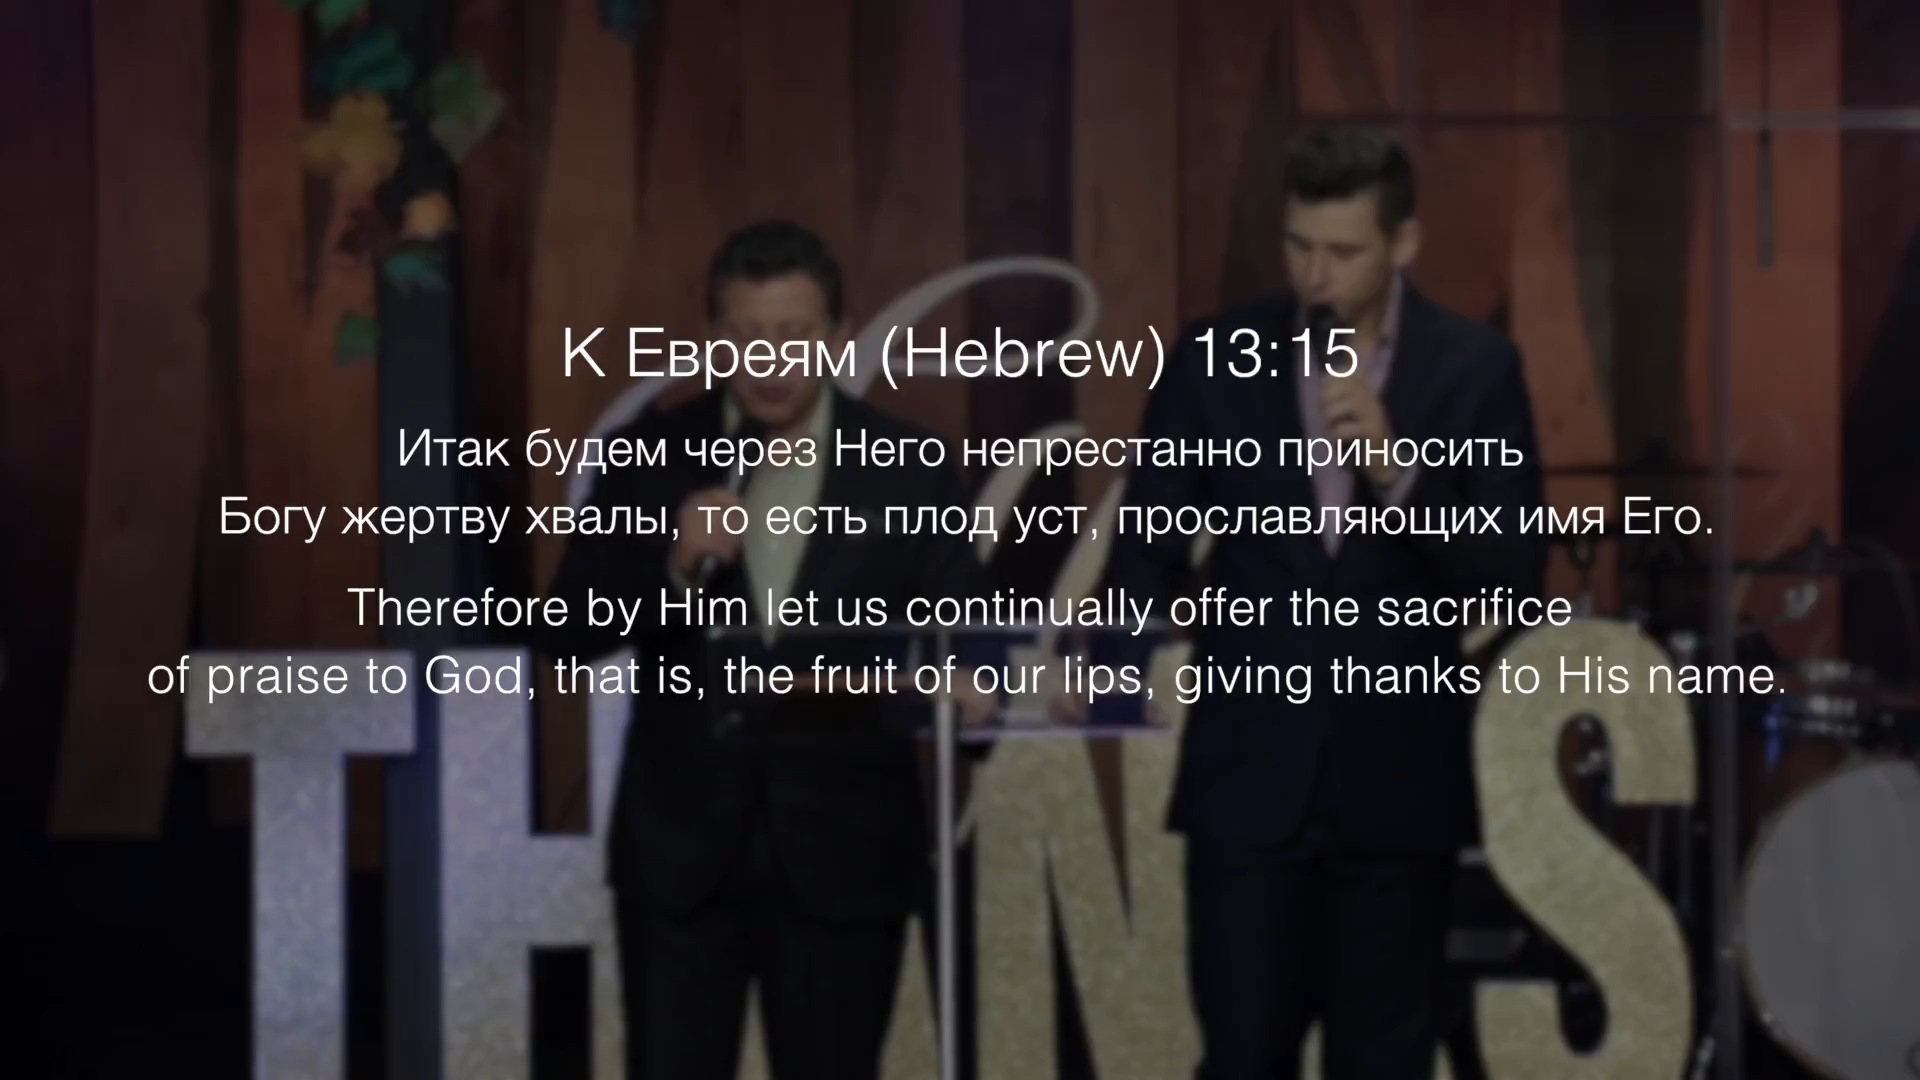 К Евреям (Hebrew) 13:15
Итак будем через Него непрестанно приносить
Богу жертву хвалы, то есть плод уст, прославляющих имя Его.
Therefore by Him let us continually offer the sacrifice
of praise to God, that is, the fruit of our lips, giving thanks to His name.
TH NKS